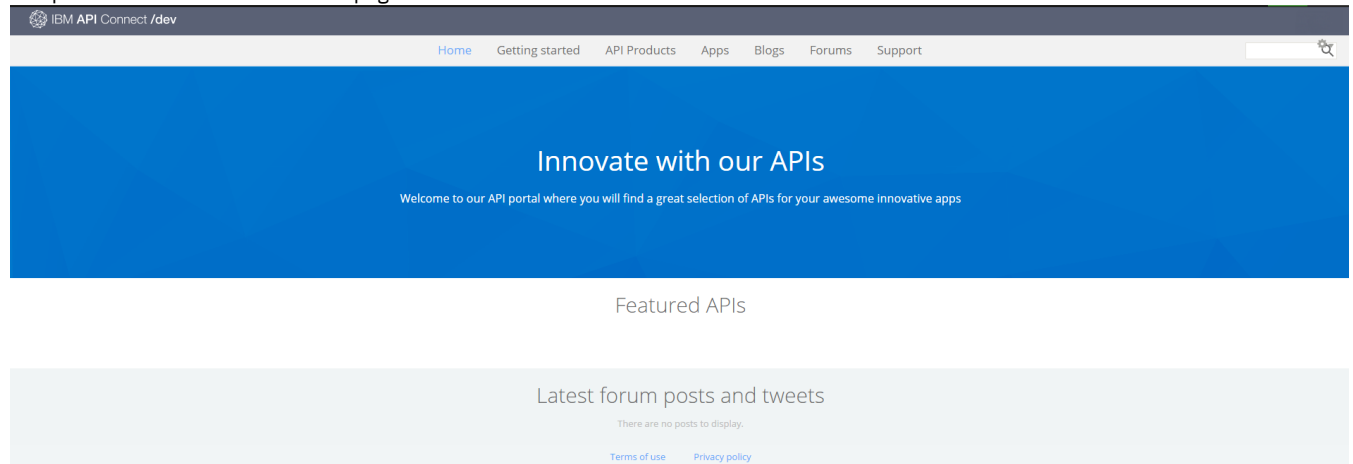 IBM API Connect /dev
Home Getting started API Products Apps Blogs Forums Support
Innovate with our APIs
Welcome to our API portal where you will find a great selection of APIs for your awesome innovative apps
Featured APIs
Latest forum posts and tweets
There are no posts to display.
Terms of use Privacy policy